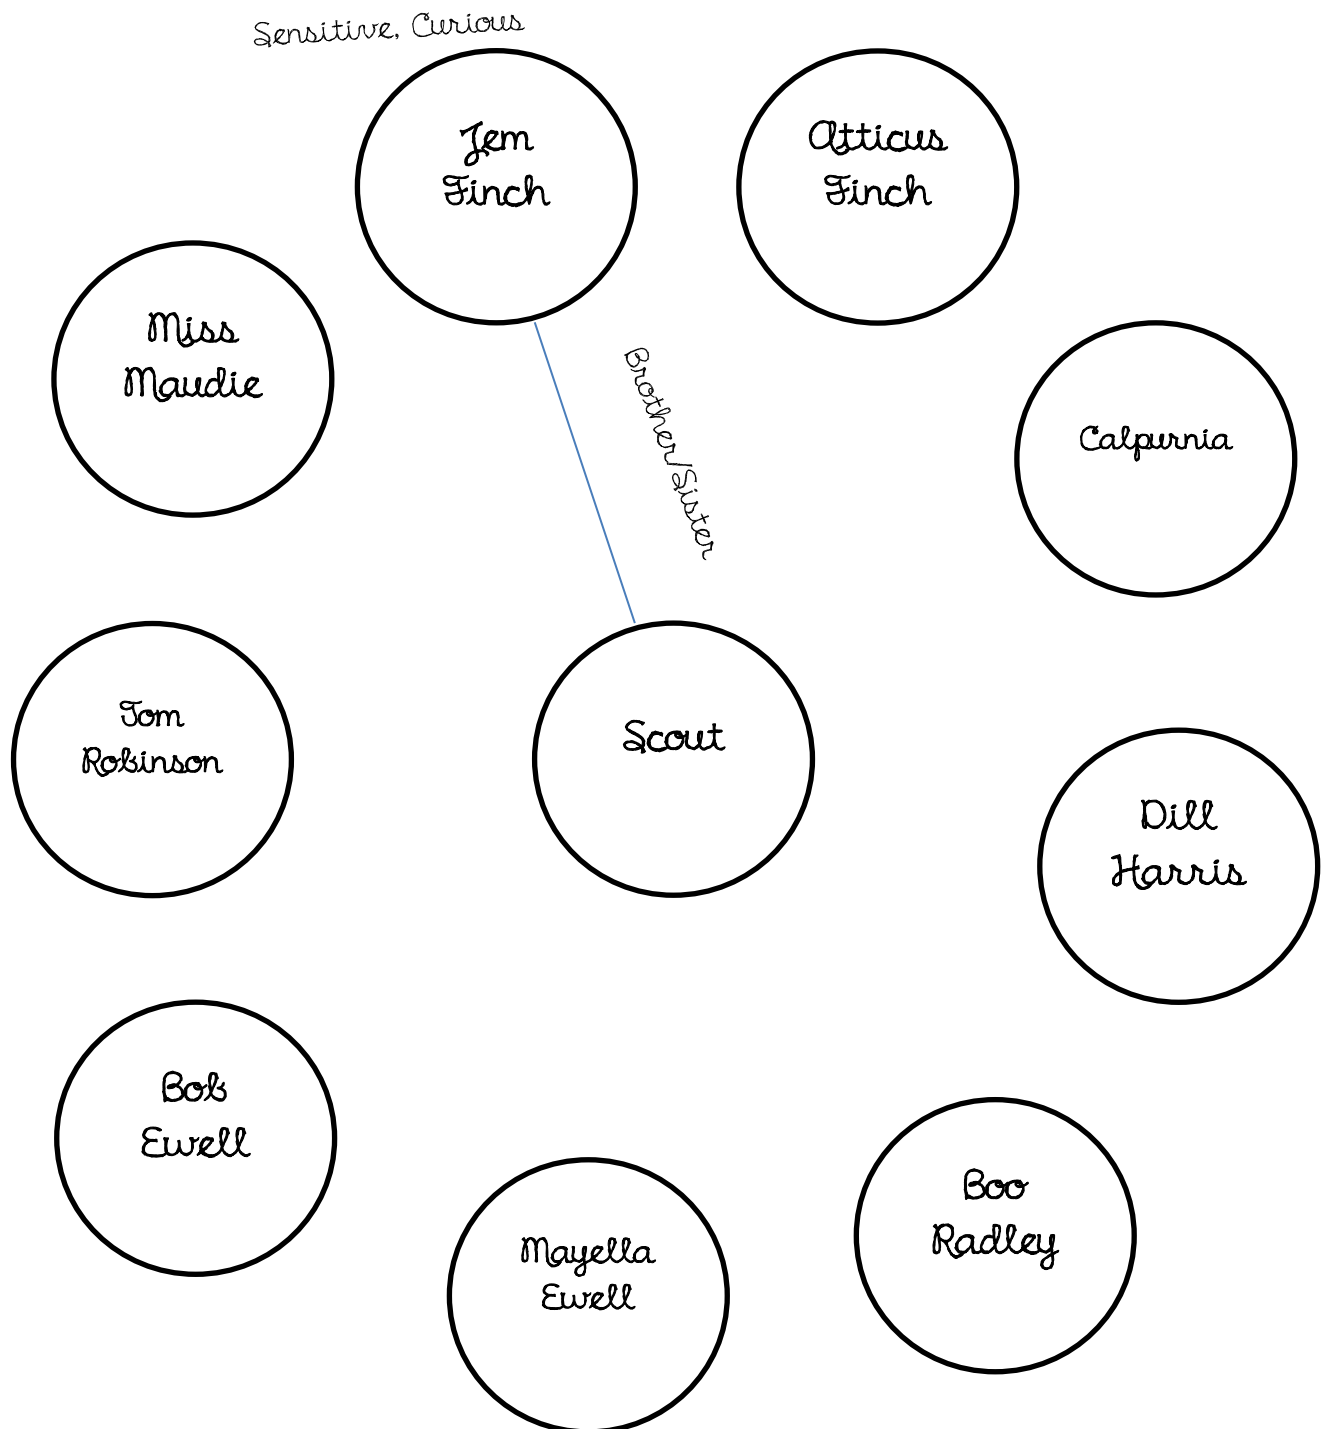 Sensitive, Curious
Jem
Finch
Atticus
Finch
Miss
Maudie
Brother/Sister
Calpurnia
Tom
Robinson
Scout
Dill
Harris
Bob
Ewell
Boo
Radley
Mayella
Ewell